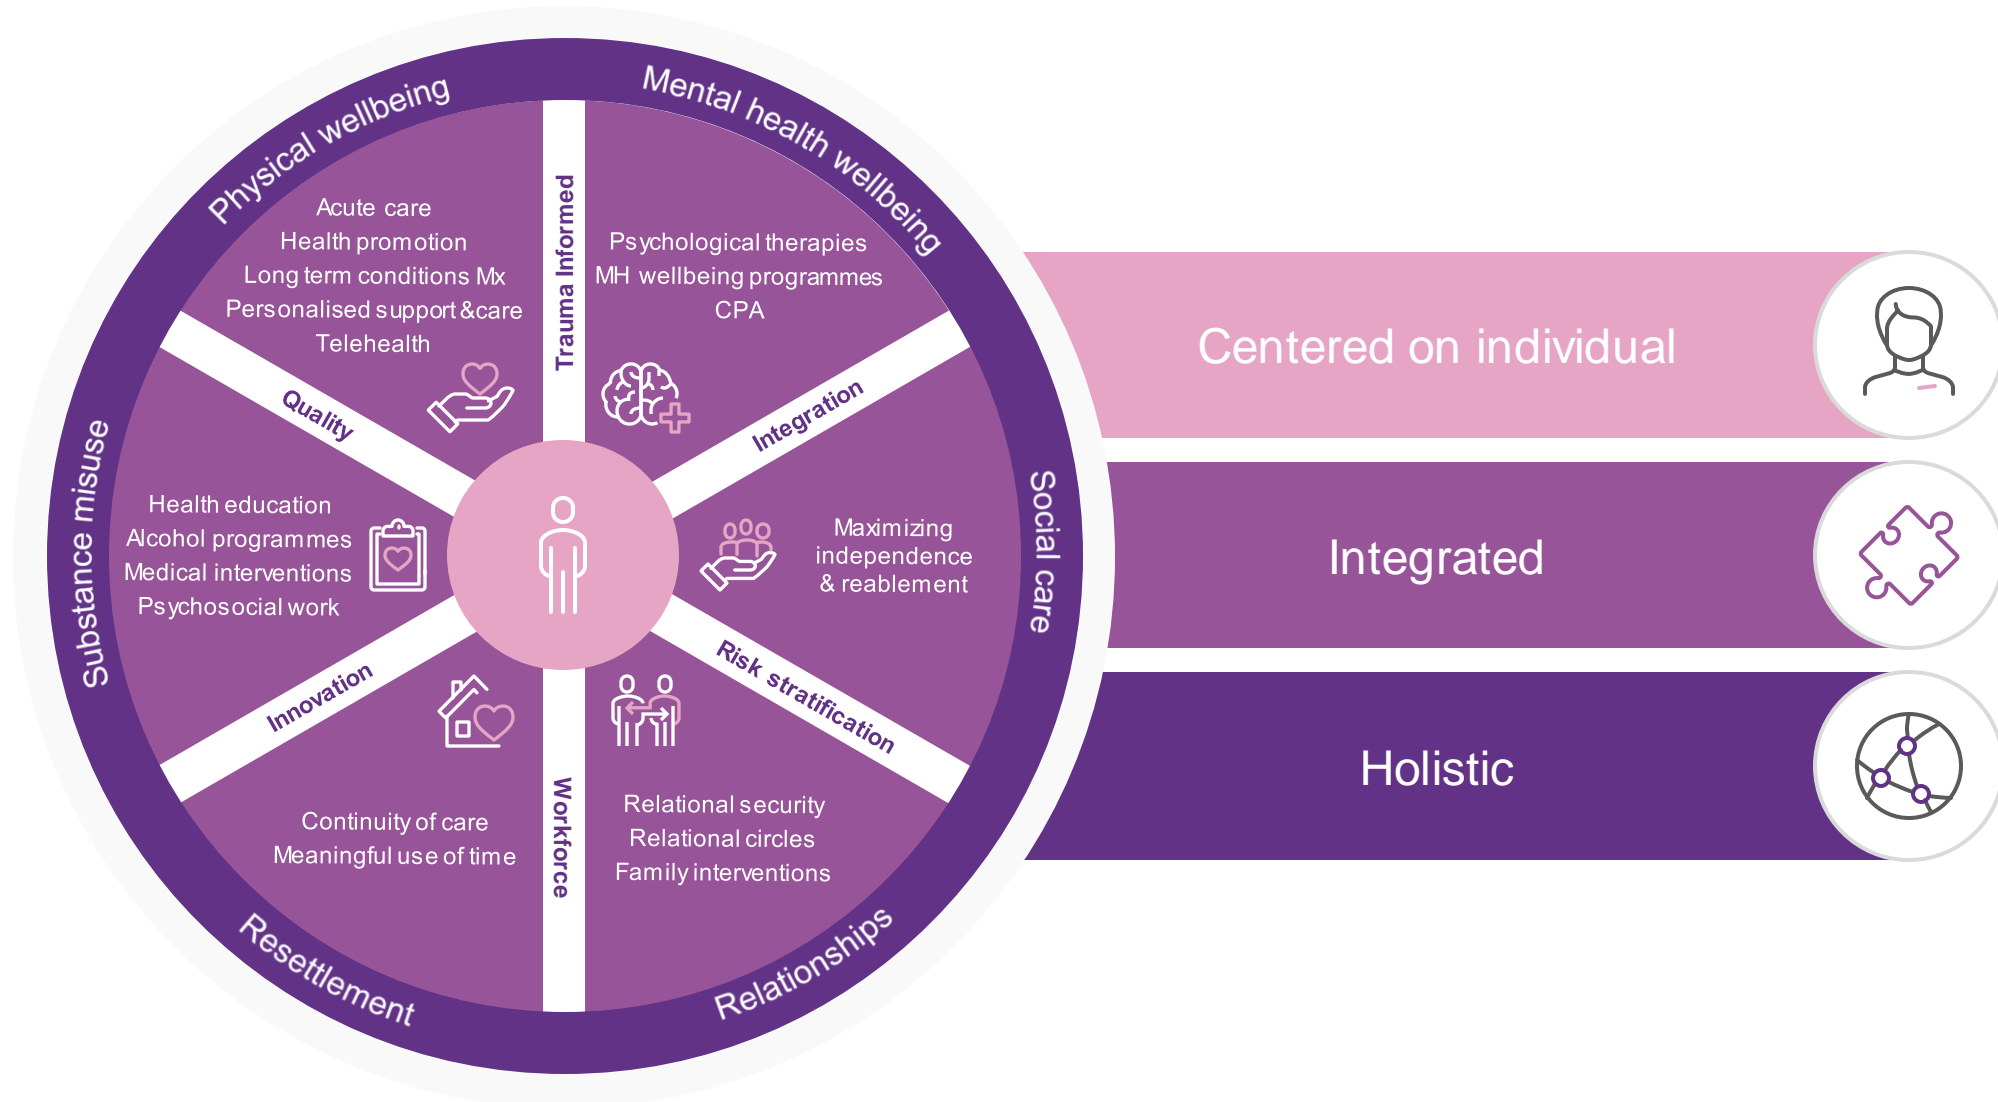 Physical wellbeing
Mental health wellbeing
Social care
Relationships
Resettlement
Substance misuse
Acute care
Health promotion
Long term conditions Mx
Personalised support &care
Telehealth
Trauma Informed
Psychological therapies
MH wellbeing programmes
CPA
Integration
Maximizing
independence
& reablement
Risk stratification
Relational security
Relational circles
Family interventions
Workforce
Continuity of care
Meaningful use of time
Innovation
Health education
Alcohol programmes
Medical interventions
Psychosocial work
Quality
Centered on individual
Integrated
Holistic